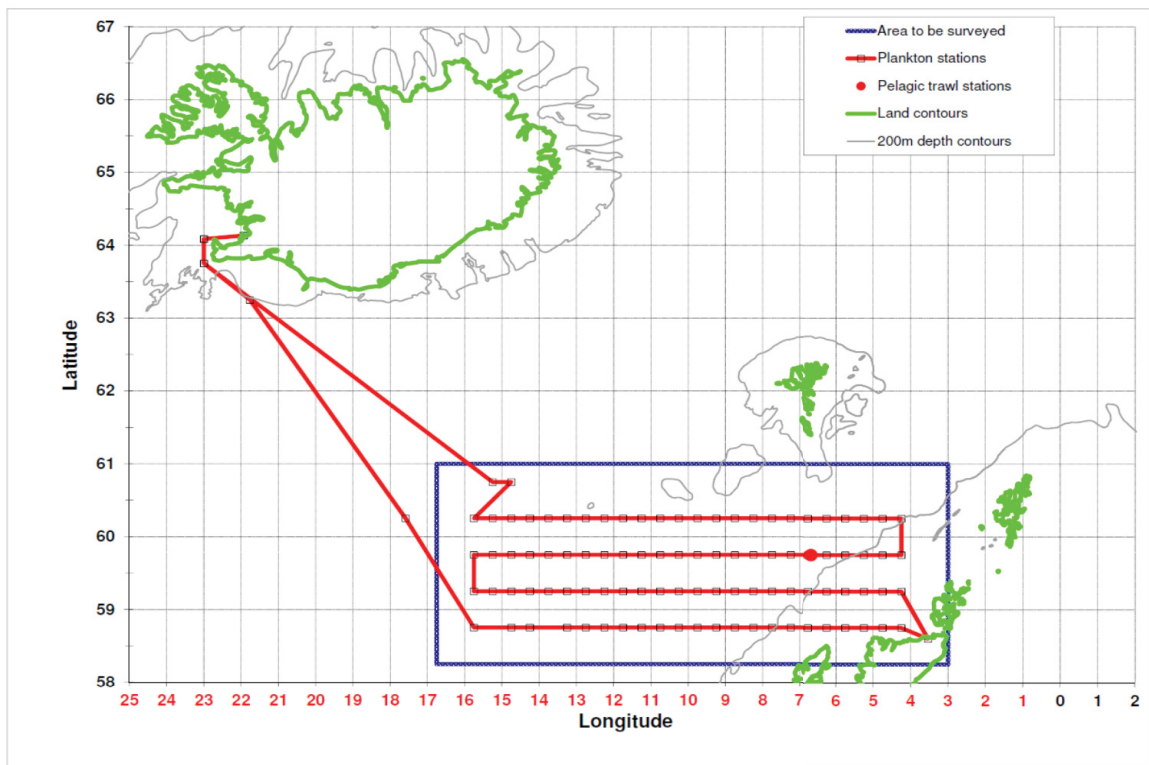 67
66
65
64
63
62
61
60
59
58
Latitude
Area to be surveyed
Plankton stations
Pelagic trawl stations
Land contours
200m depth contours
25 24 23 22 21 20 19 18 17 16 15 14 13 12 11 10 9 8 7 6 5 4 3 2 1 0 1 2
Longitude